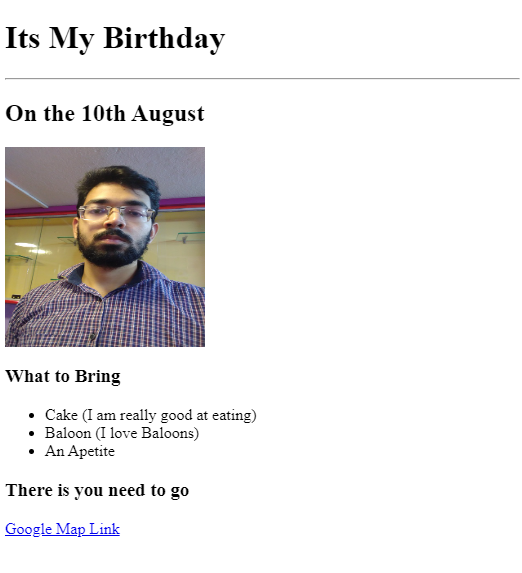 Its My Birthday
On the 10th August
What to Bring
Cake (I am really good at eating)
Baloon (I love Baloons)
An Apetite
There is you need to go
Google Map Link